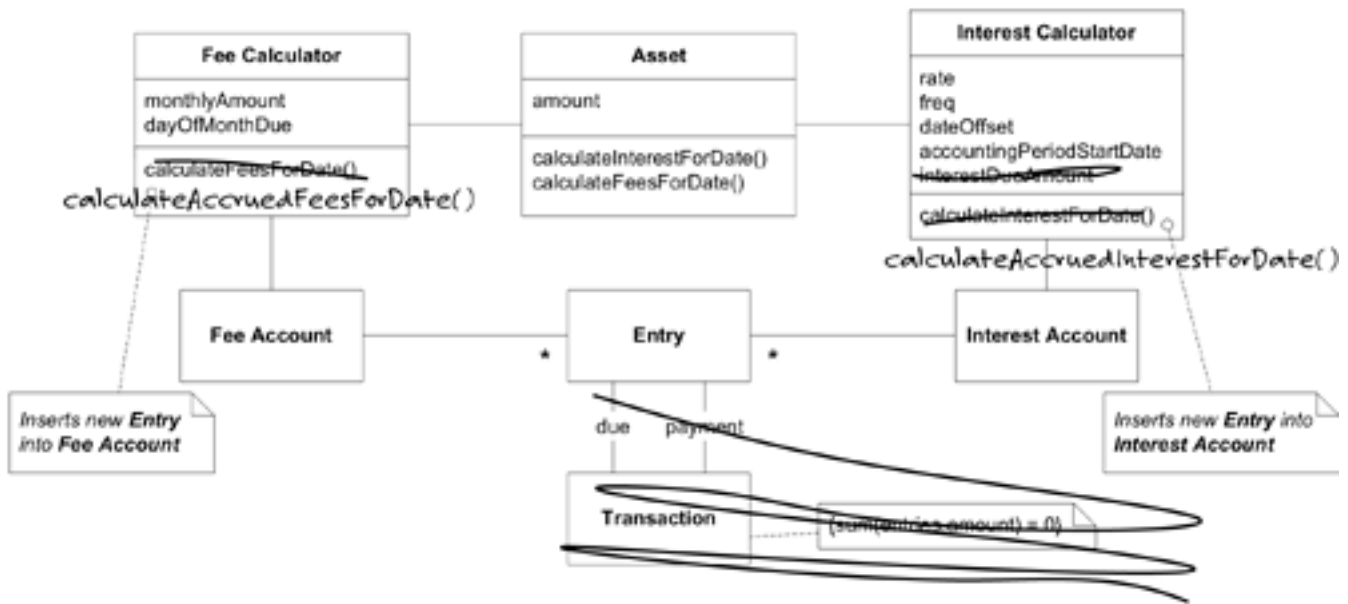 Fee Calculator
monthlyAmount
dayOfMonthDue
calculateFeesForDate()
calculateAccruedFeesForDate()
Asset
amount
calculateInterestForDate()
calculateFeesForDate()
Interest Calculator
rate
freq
dateOffset
accountingPeriodStartDate
interestDueAmount
calculateInterestForDate()
calculateAccruedInterestForDate()
Fee Account
*
Entry
*
Interest Account
Inserts new Entry
into Fee Account
due
payment
Inserts new Entry into
Interest Account
Transaction
{sum(entries.amount) = 0}